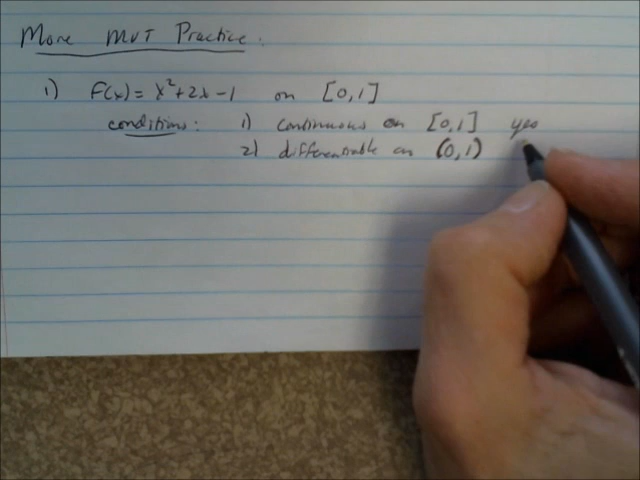 More MVT Practice:
1) F(x) = x²+2x-1 on [0,1]
conditions: 1) continuous on [0,1] yes
2) differentiable on (0,1)